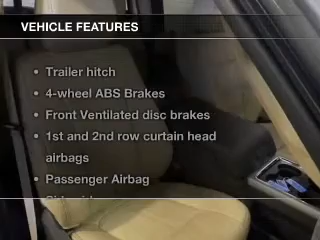 VEHICLE FEATURES
• Trailer hitch
• 4-wheel ABS Brakes
• Front Ventilated disc brakes
• 1st and 2nd row curtain head
airbags
• Passenger Airbag